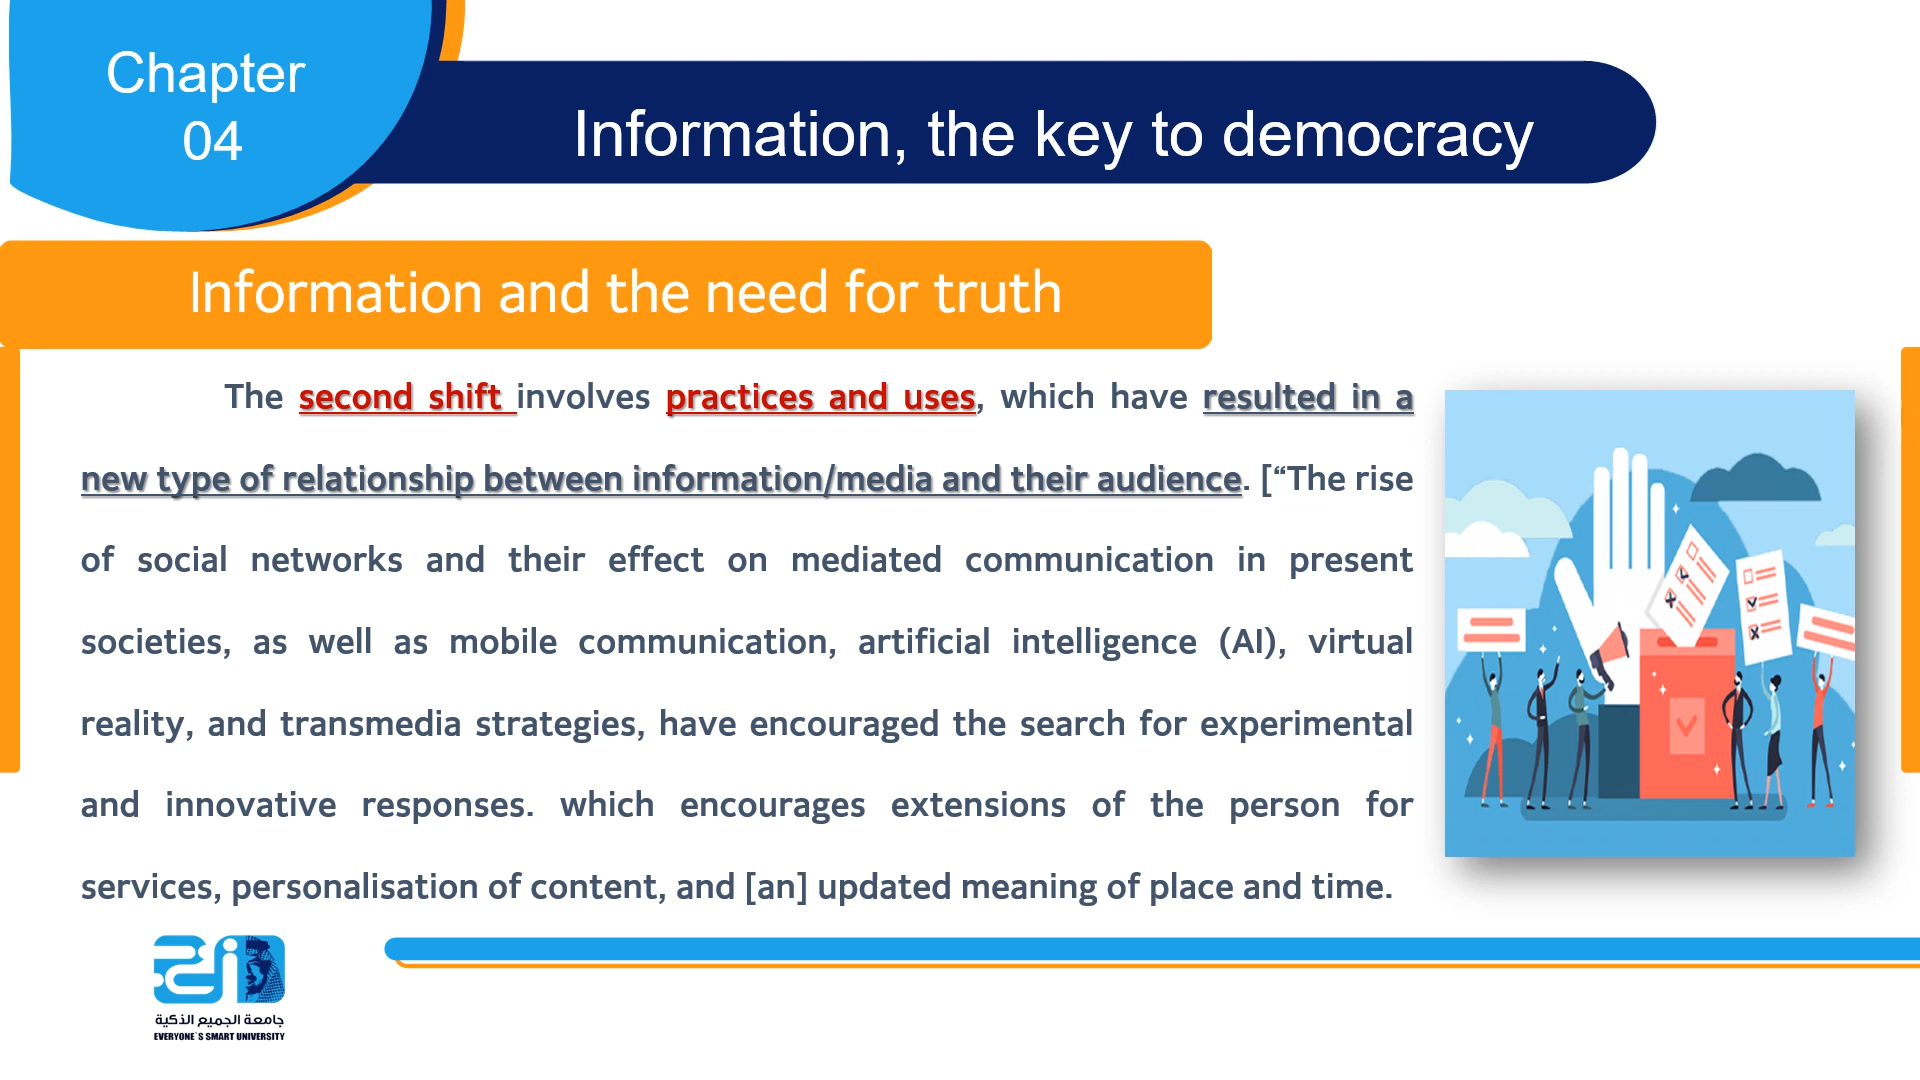 Chapter
04
Information, the key to democracy
Information and the need for truth
The second shift involves practices and uses, which have resulted in a
new type of relationship between information/media and their audience. [“The rise
of social networks and their effect on mediated communication in present
societies, as well as mobile communication, artificial intelligence (AI), virtual
reality, and transmedia strategies, have encouraged the search for experimental
and innovative responses. which encourages extensions of the person for
services, personalisation of content, and [an] updated meaning of place and time.
جامعة الجميع الذكية
EVERYONE`S SMART UNIVERSITY